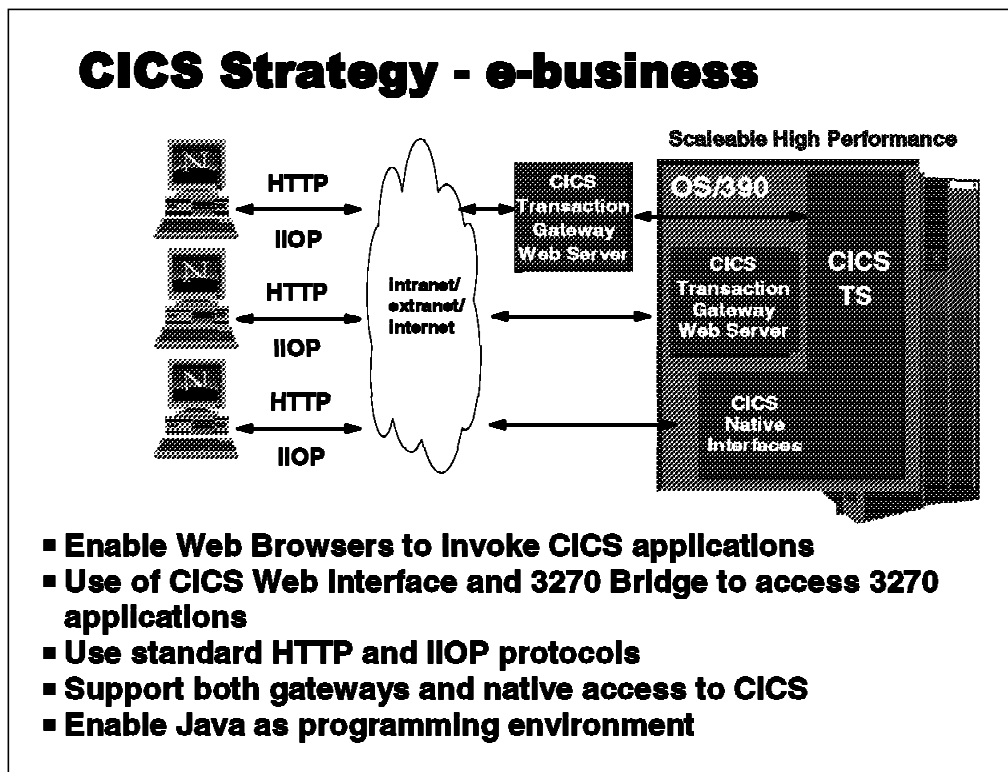 CICS Strategy - e-business
Scaleable High Performance
HTTP
IIOP
HTTP
IIOP
HTTP
IIOP
Intranet/
extranet/
Internet
CICS
Transaction
Gateway
Web Server
OS/390
CICS
Transaction
Gateway
Web Server
CICS
TS
CICS
Native
Interfaces
N
N
N
■ Enable Web Browsers to Invoke CICS applications
■ Use of CICS Web Interface and 3270 Bridge to access 3270
applications
■ Use standard HTTP and IIOP protocols
■ Support both gateways and native access to CICS
■ Enable Java as programming environment